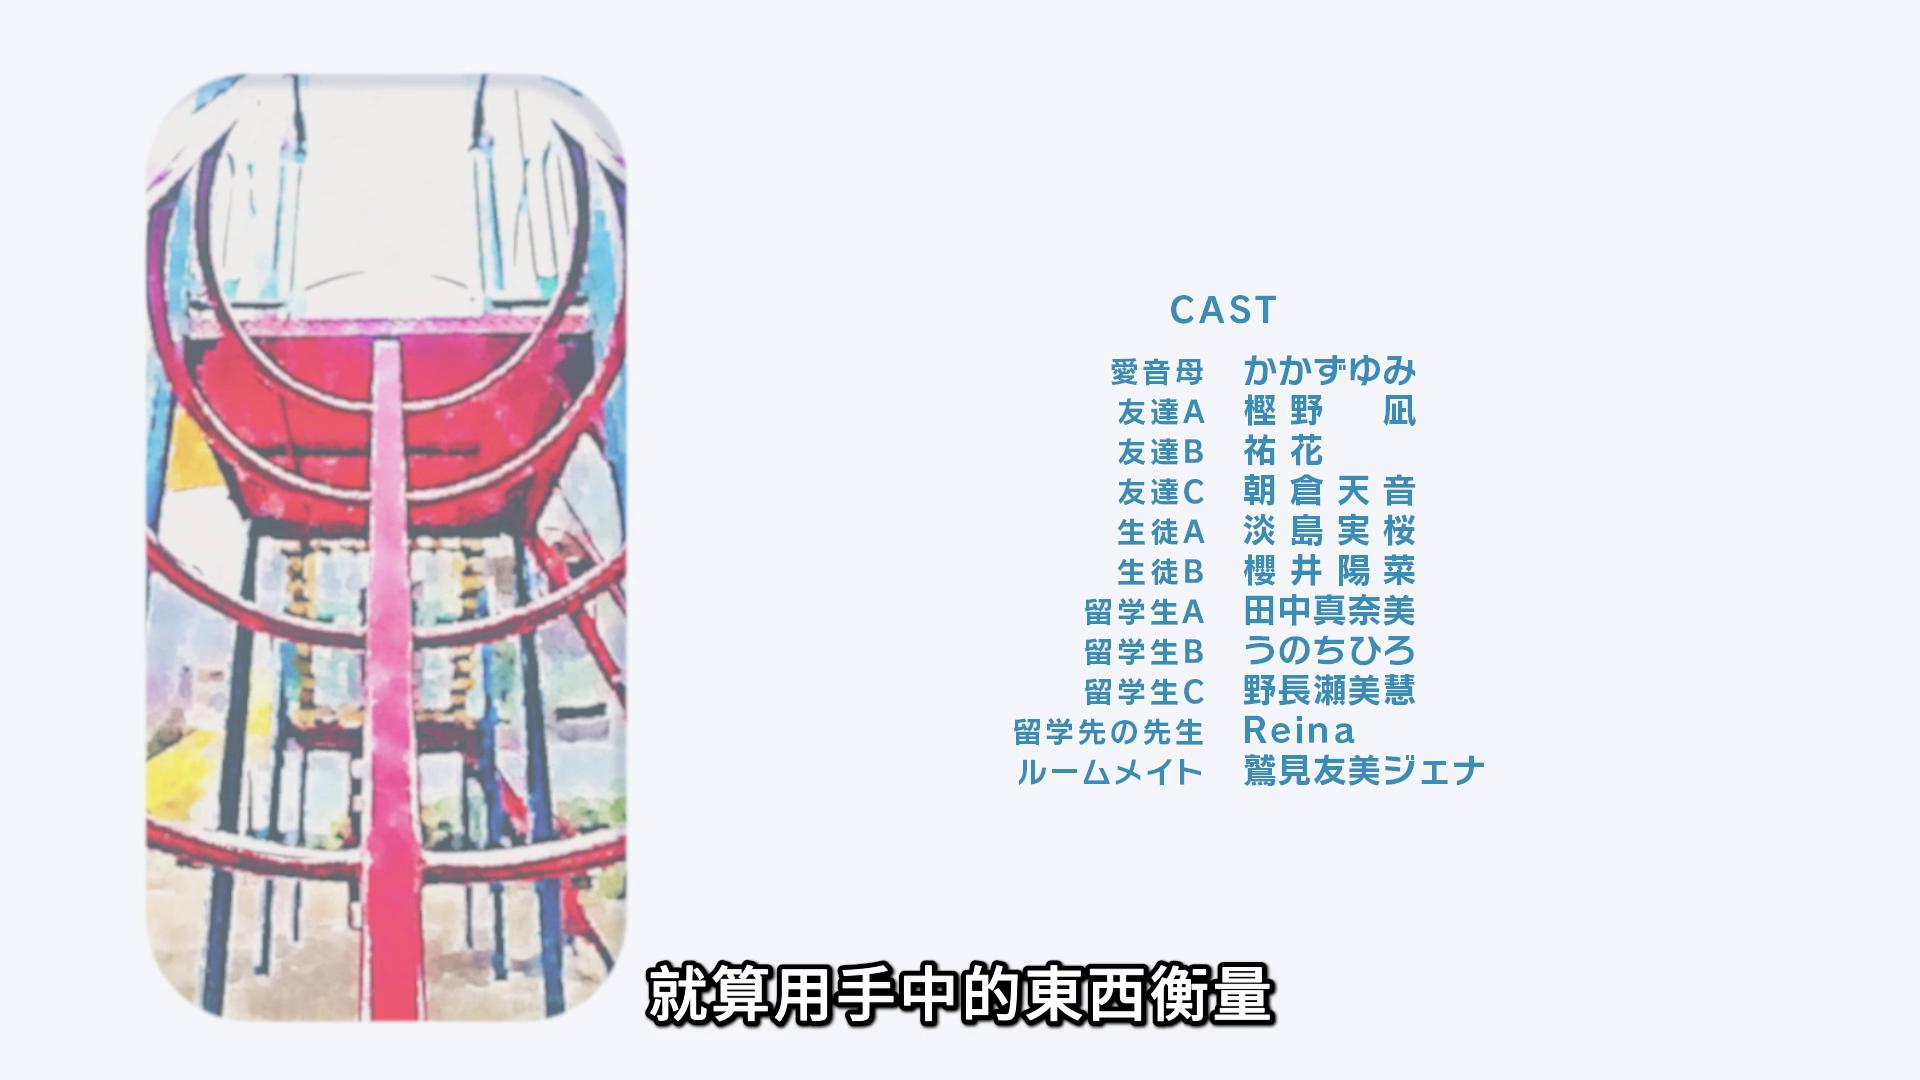 CAST
愛音母 かかずゆみ
友達A 樫野 凪
友達B 祐花
友達C 朝倉天音
生徒A 淡島実桜
生徒B 櫻井陽菜
留学生A 田中真奈美
留学生B うのちひろ
留学生C 野長瀬美慧
留学先の先生 Reina
ルームメイト 鷲見友美ジェナ
就算用手中的東西衡量